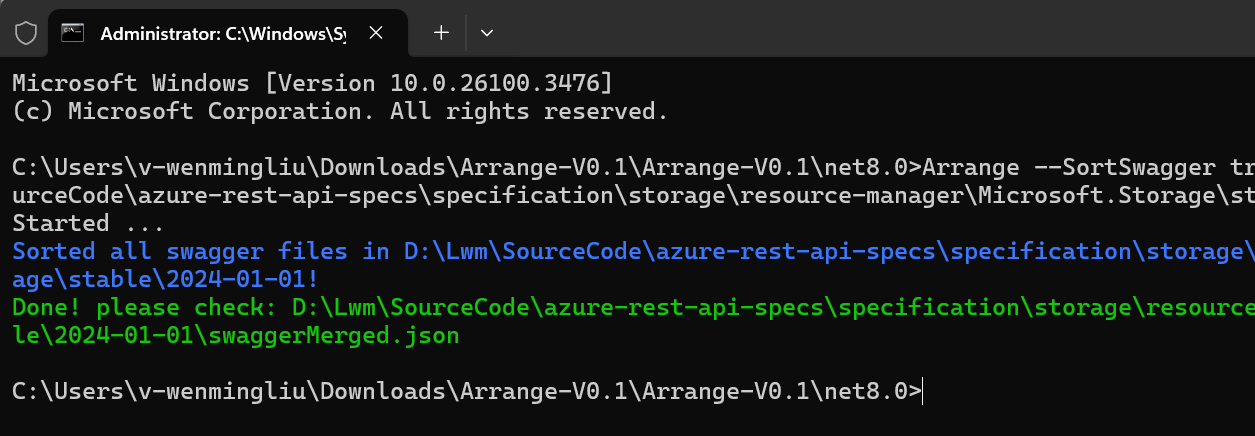 Administrator: C:\Windows\Sy
Microsoft Windows [Version 10.0.26100.3476]
(c) Microsoft Corporation. All rights reserved.
C:\Users\v-wenmingliu\Downloads\Arrange-V0.1\Arrange-V0.1\net8.0>Arrange --SortSwagger tr
urceCode\azure-rest-api-specs\specification\storage\resource-manager\Microsoft.Storage\st
Started ...
Sorted all swagger files in D:\Lwm\SourceCode\azure-rest-api-specs\specification\storage\
age\stable\2024-01-01!
Done! please check: D:\Lwm\SourceCode\azure-rest-api-specs\specification\storage\resource
le\2024-01-01\swaggerMerged.json
C:\Users\v-wenmingliu\Downloads\Arrange-V0.1\Arrange-V0.1\net8.0>